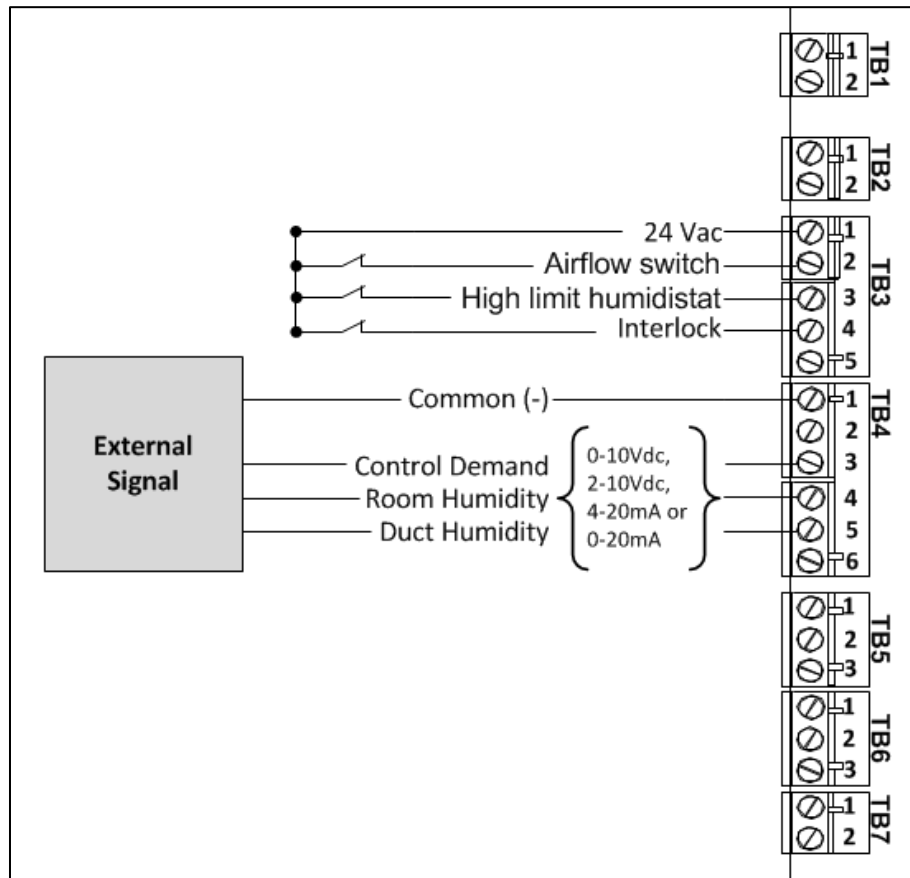 1
2
TB1
1
2
TB2
24 Vac
1
Airflow switch
2
High limit humidistat
3
Interlock
4
5
TB3
External
Signal
Common (-)
1
2
Control Demand
3
Room Humidity
4
Duct Humidity
5
6
TB4
0-10Vdc,
2-10Vdc,
4-20mA or
0-20mA
1
2
3
TB5
1
2
3
TB6
1
2
TB7